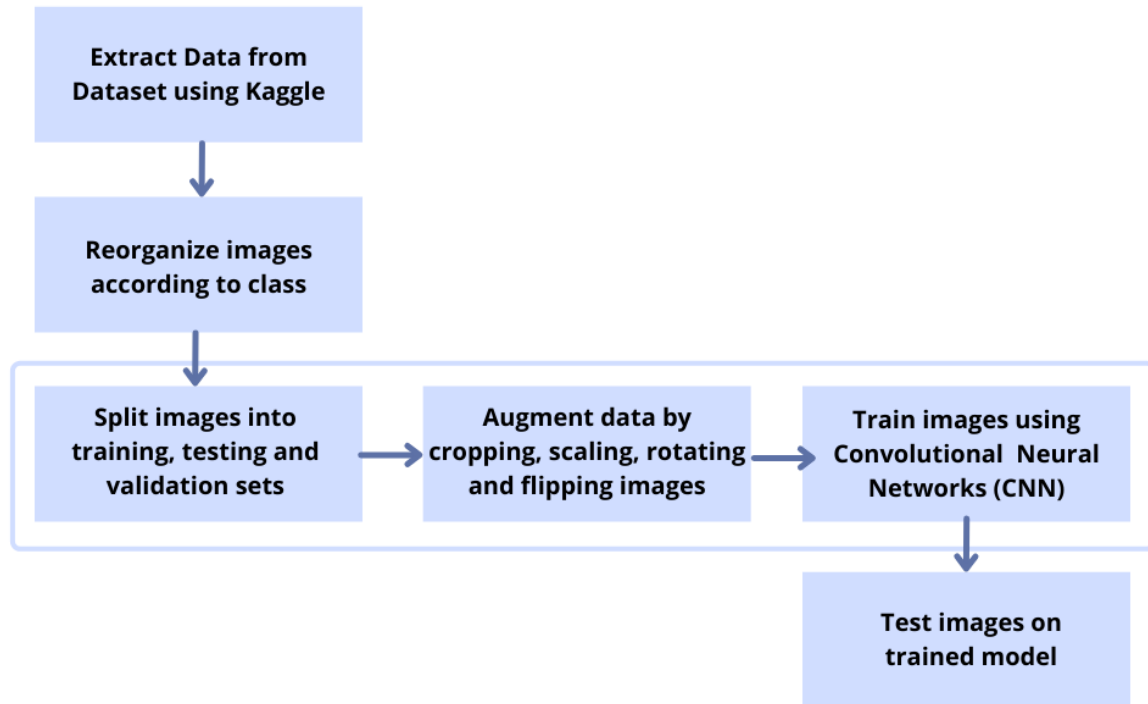 Extract Data from
Dataset using Kaggle
Reorganize images
according to class
Split images into
training, testing and
validation sets
Augment data by
cropping, scaling, rotating
and flipping images
Train images using
Convolutional Neural
Networks (CNN)
Test images on
trained model